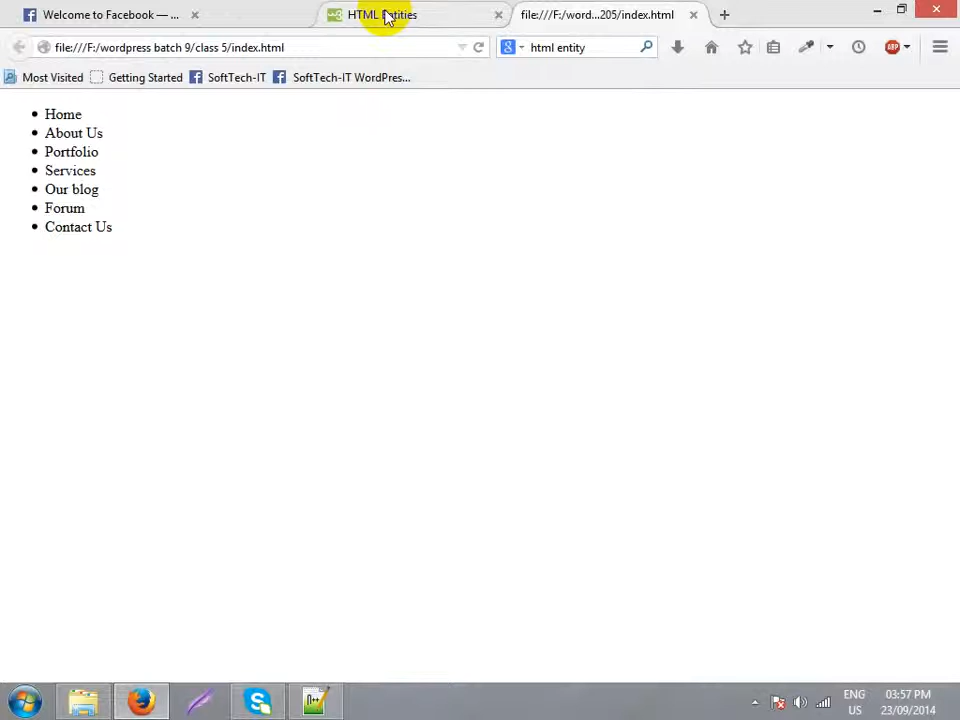 Welcome to Facebook — ...
HTML Entities
file:///F:/word...205/index.html
file:///F:/wordpress batch 9/class 5/index.html
html entity
ABP
Most Visited
Getting Started
SoftTech-IT
SoftTech-IT WordPres...
Home
About Us
Portfolio
Services
Our blog
Forum
Contact Us
ENG
03:57 PM
US
23/09/2014